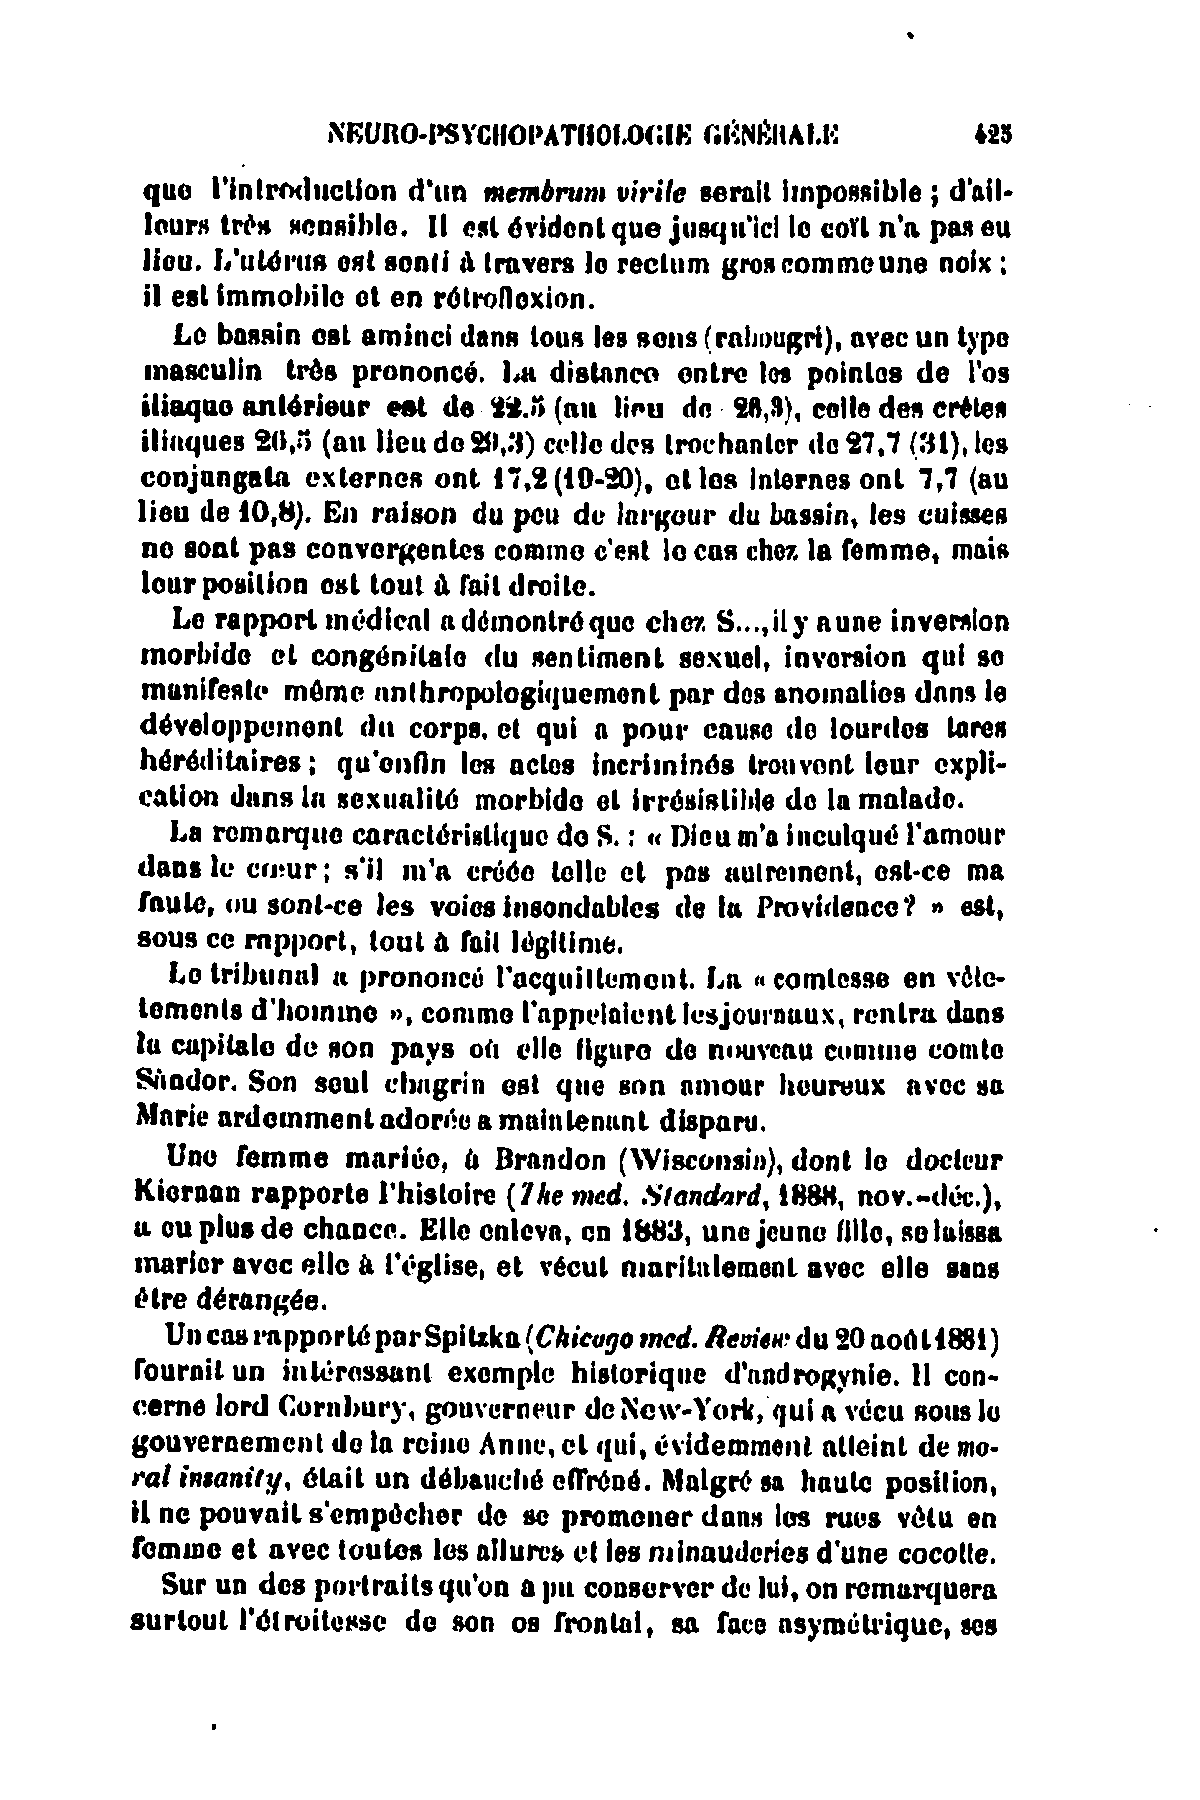 NEURO-PSYCHOPATHOLOGIE GÉNÉRALE 425
que l'introduction d'un membrum virile serait impossible ; d'ail-
leurs très sensible. Il est évident que jusqu'ici le coït n'a pas eu
lieu. L'utérus est senti à travers le rectum gros comme une noix ;
il est immobile et en rétroflexion.
Le bassin est aminci dans tous les sens (rabougri), avec un type
masculin très prononcé. La distance entre les pointes de l'os
iliaque antérieur est de 22.5 (au lieu de 26,3), celle des crêtes
iliaques 26,5 (au lieu de 29,3) celle des trochanter de 27,7 (31), les
conjungata externes ont 17,2 (19-20), et les internes ont 7,7 (au
lieu de 10,8). En raison du peu de largeur du bassin, les cuisses
ne sont pas convergentes comme c'est le cas chez la femme, mais
leur position est tout à fait droite.
Le rapport médical a démontré que chez S..., il y a une inversion
morbide et congénitale du sentiment sexuel, inversion qui se
manifeste même anthropologiquement par des anomalies dans le
développement du corps, et qui a pour cause de lourdes tares
héréditaires ; qu'enfin les actes incriminés trouvent leur expli-
cation dans la sexualité morbide et irrésistible de la malade.
La remarque caractéristique de S. : « Dieu m'a inculqué l'amour
dans le cœur ; s'il m'a créée telle et pas autrement, est-ce ma
faute, ou sont-ce les voies insondables de la Providence ? » est,
sous ce rapport, tout à fait légitime.
Le tribunal a prononcé l'acquittement. La « comtesse en vête-
tements d'homme », comme l'appelaient les journaux, rentra dans
la capitale de son pays où elle figure de nouveau comme comte
Sàndor. Son seul chagrin est que son amour heureux avec sa
Marie ardemment adorée a maintenant disparu.
Une femme mariée, à Brandon (Wisconsin), dont le docteur
Kiernan rapporte l'histoire (The med. Standard, 1888, nov.-déc.),
a eu plus de chance. Elle enleva, en 1883, une jeune fille, se laissa
marier avec elle à l'église, et vécut maritalement avec elle sans
être dérangée.
Un cas rapporté par Spitzka (Chicago med. Review du 20 août 1881)
fournit un intéressant exemple historique d'androgynie. Il con-
cerne lord Cornbury, gouverneur de New-York, qui a vécu sous le
gouvernement de la reine Anne, et qui, évidemment atteint de mo-
ral insanity, était un débauché effréné. Malgré sa haute position,
il ne pouvait s'empêcher de se promener dans les rues vêtu en
femme et avec toutes les allures et les minauderies d'une cocotte.
Sur un des portraits qu'on a pu conserver de lui, on remarquera
surtout l'étroitesse de son os frontal, sa face asymétrique, ses